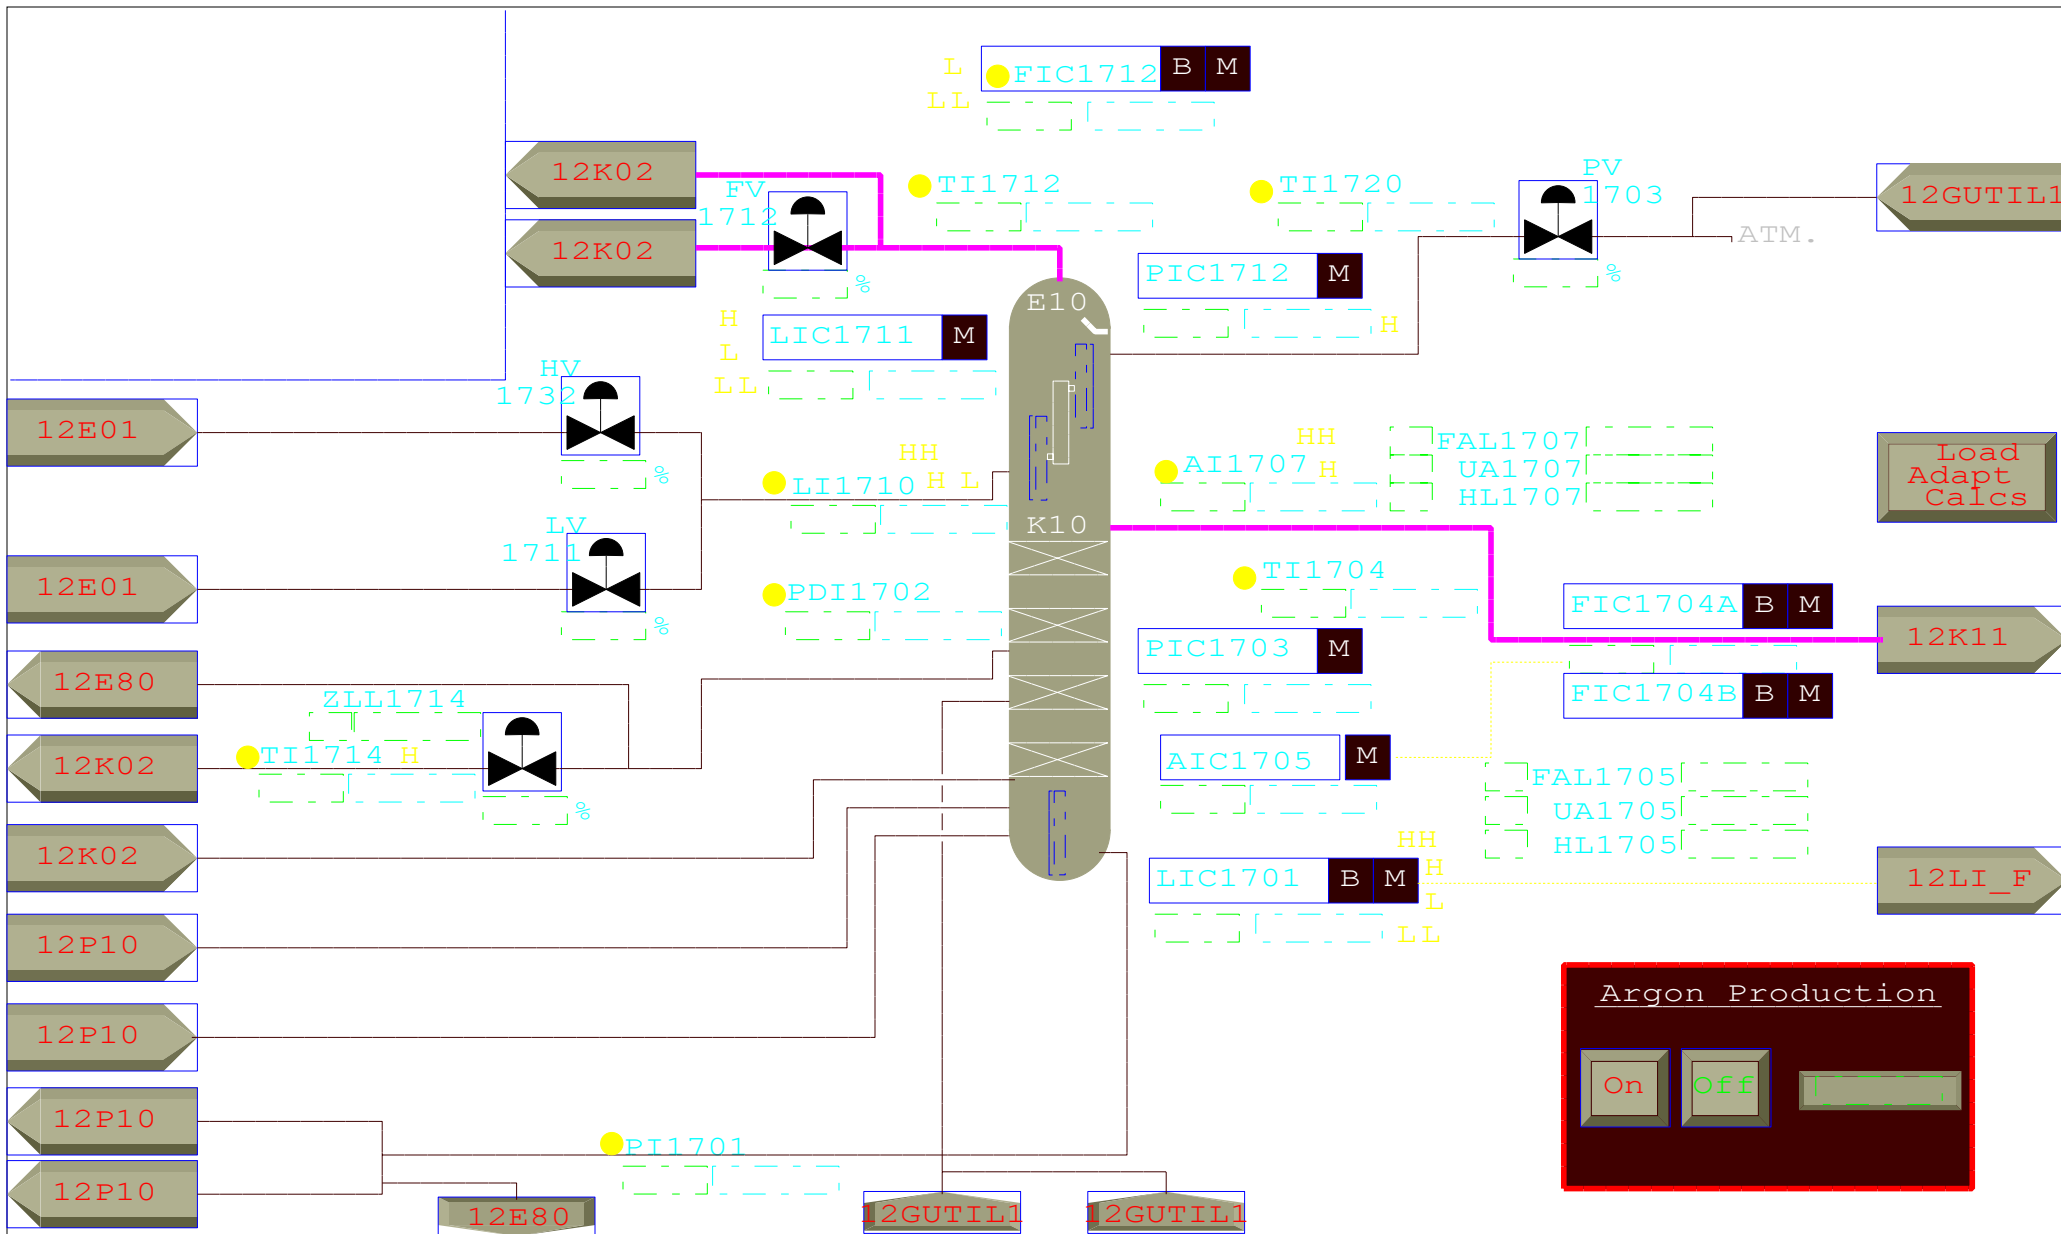 L
FIC1712 B M
LL
12K02
FV
1712
TI1712
TI1720
PV
1703
12GUTIL1
12K02
ATM.
%
%
PIC1712 M
E10
H
LIC1711 M
H
L
LL
HV
1732
12E01
%
HH
LI1710 H L
HH
AI1707 H
FAL1707
UA1707
HL1707
Load
Adapt
Calcs
K10
LV
1711
12E01
%
PDI1702
TI1704
FIC1704A B M
12K11
PIC1703 M
12E80
FIC1704B B M
ZLL1714
TI1714 H
12K02
%
AIC1705 M
FAL1705
UA1705
HL1705
12K02
HH
LIC1701 B M
H
L
LL
12LI_F
12P10
12P10
Argon Production
On Off
12P10
PI1701
12P10
12E80
12GUTIL1
12GUTIL1